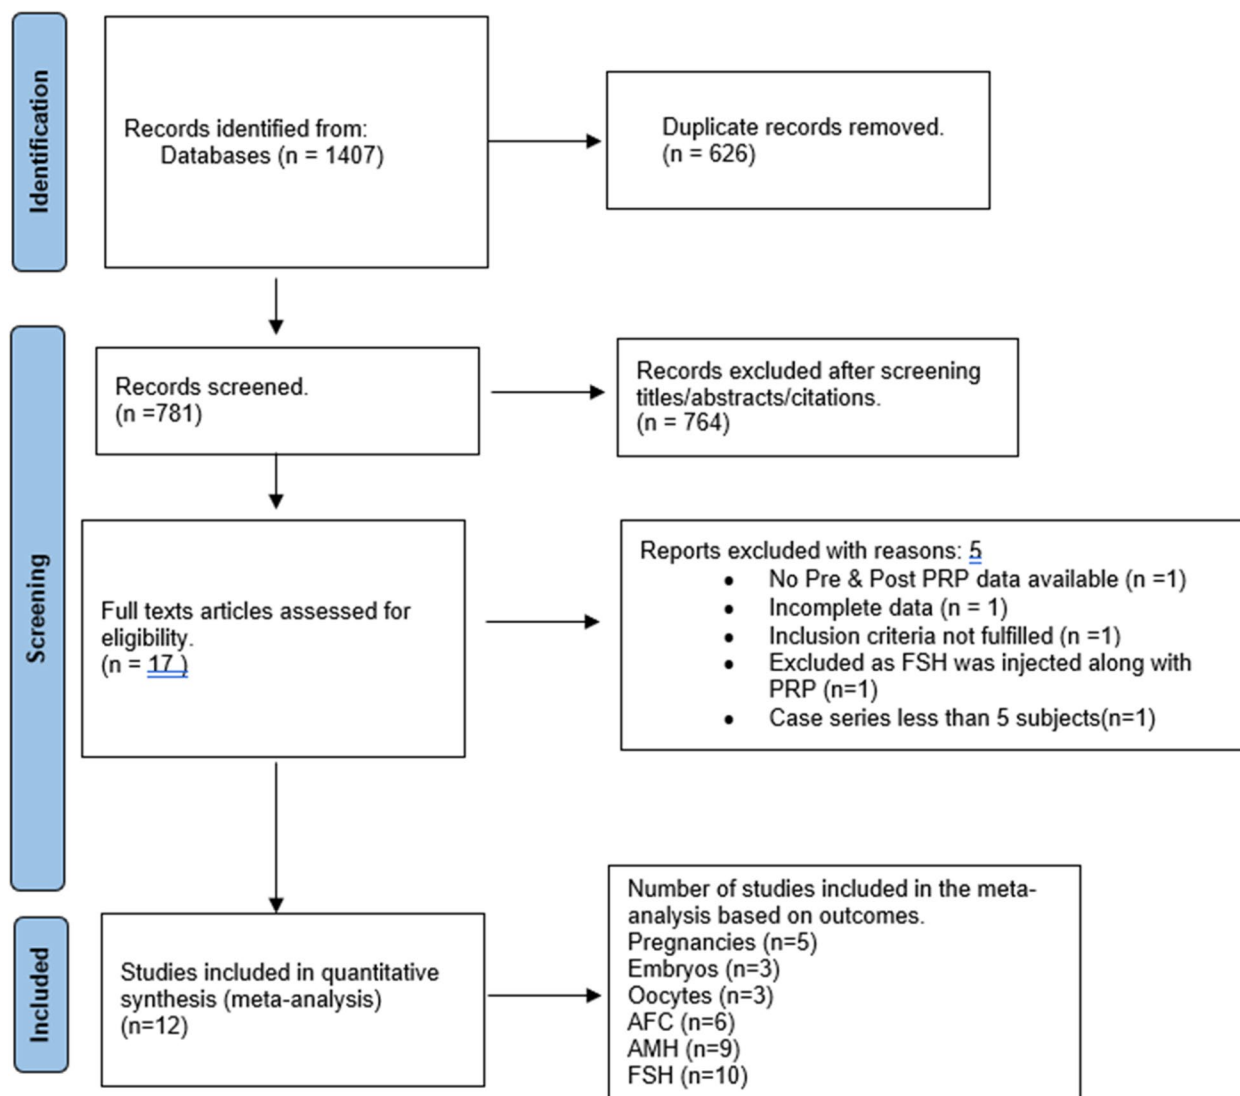 Identification
Records identified from:
Databases (n = 1407)
Duplicate records removed.
(n = 626)
Screening
Records screened.
(n =781)
Records excluded after screening
titles/abstracts/citations.
(n = 764)
Full texts articles assessed for
eligibility.
(n = 17 )
Reports excluded with reasons: 5
• No Pre & Post PRP data available (n =1)
• Incomplete data (n = 1)
• Inclusion criteria not fulfilled (n =1)
• Excluded as FSH was injected along with
PRP (n=1)
• Case series less than 5 subjects(n=1)
Included
Studies included in quantitative
synthesis (meta-analysis)
(n=12)
Number of studies included in the meta-
analysis based on outcomes.
Pregnancies (n=5)
Embryos (n=3)
Oocytes (n=3)
AFC (n=6)
AMH (n=9)
FSH (n=10)